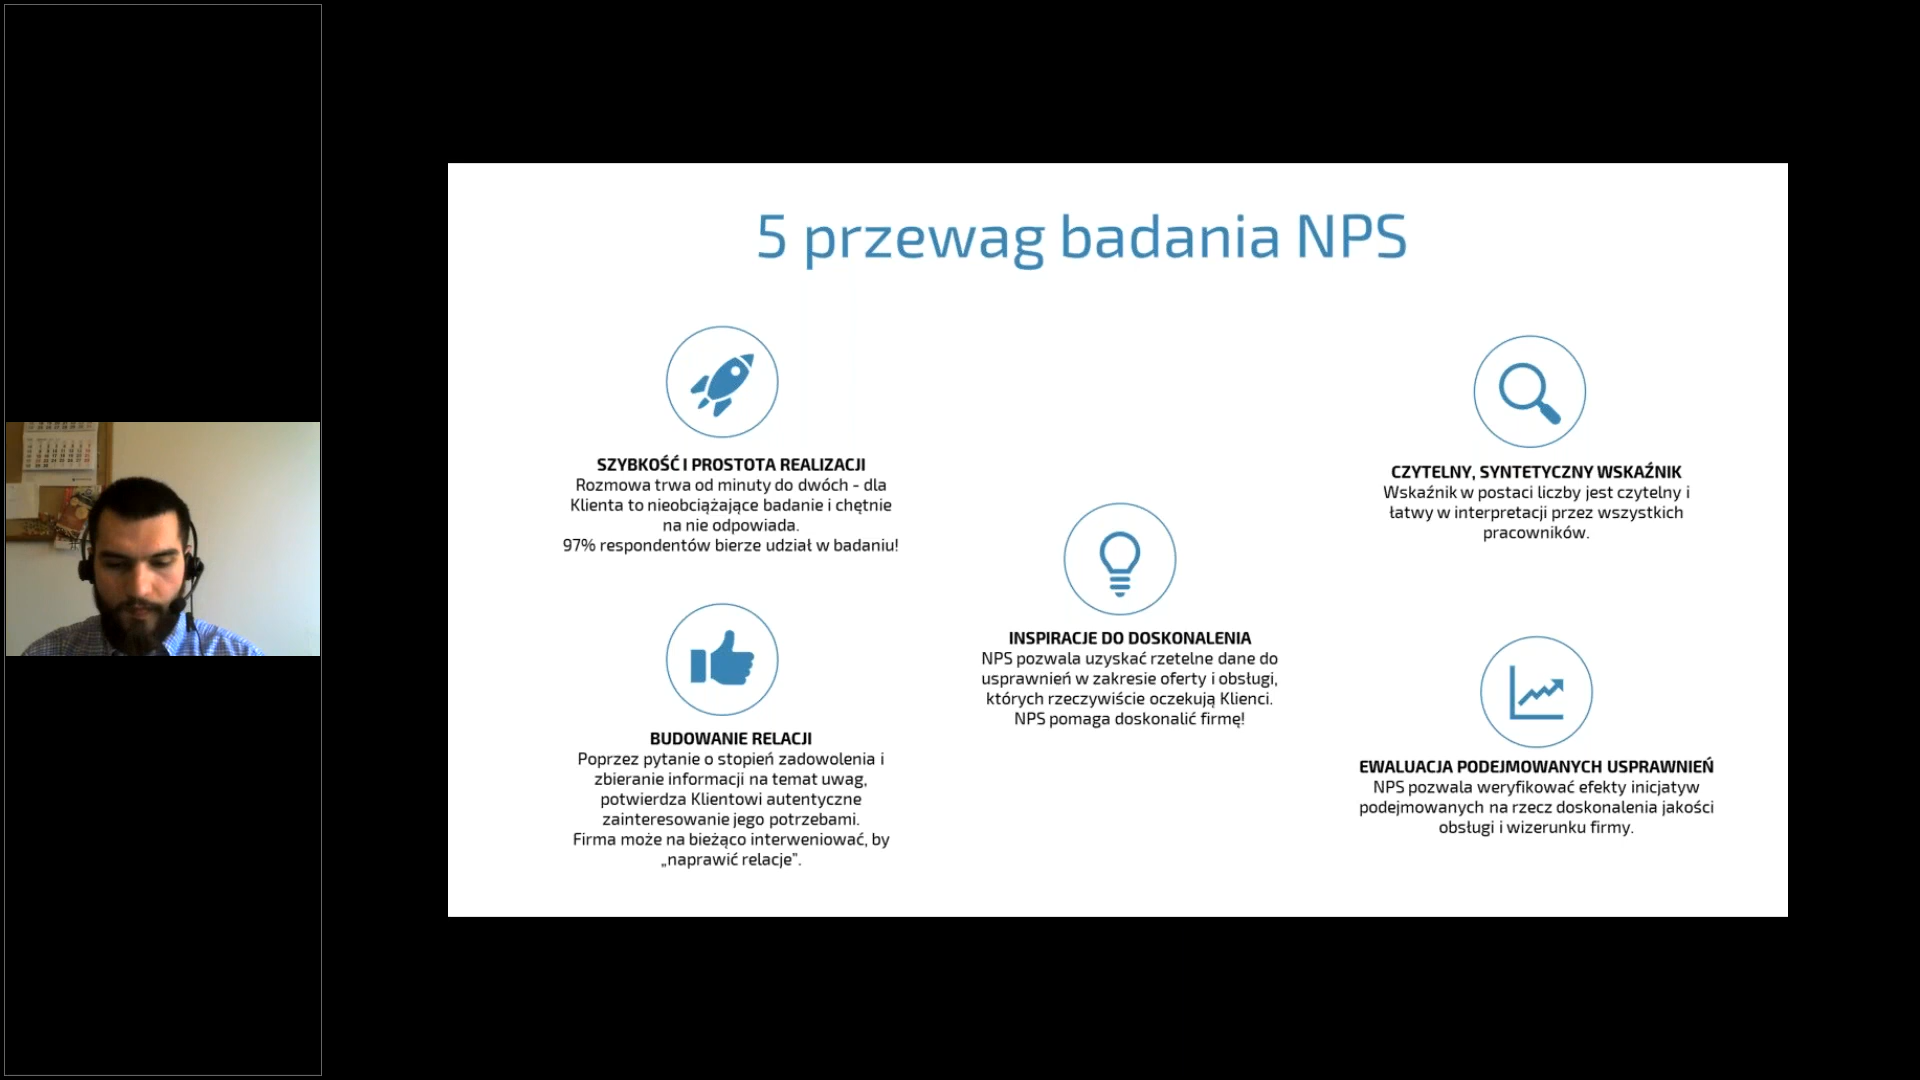 5 przewag badania NPS
SZYBKOŚĆ I PROSTOTA REALIZACJI
Rozmowa trwa od minuty do dwóch - dla
Klienta to nieobciążające badanie i chętnie
na nie odpowiada.
97% respondentów bierze udział w badaniu!
BUDOWANIE RELACJI
Poprzez pytanie o stopień zadowolenia i
zbieranie informacji na temat uwag,
potwierdza Klientowi autentyczne
zainteresowanie jego potrzebami.
Firma może na bieżąco interweniować, by
„naprawić relacje”.
INSPIRACJE DO DOSKONALENIA
NPS pozwala uzyskać rzetelne dane do
usprawnień w zakresie oferty i obsługi,
których rzeczywiście oczekują Klienci.
NPS pomaga doskonalić firmę!
CZYTELNY, SYNTETYCZNY WSKAŹNIK
Wskaźnik w postaci liczby jest czytelny i
łatwy w interpretacji przez wszystkich
pracowników.
EWALUACJA PODEJMOWANYCH USPRAWNIEŃ
NPS pozwala weryfikować efekty inicjatyw
podejmowanych na rzecz doskonalenia jakości
obsługi i wizerunku firmy.